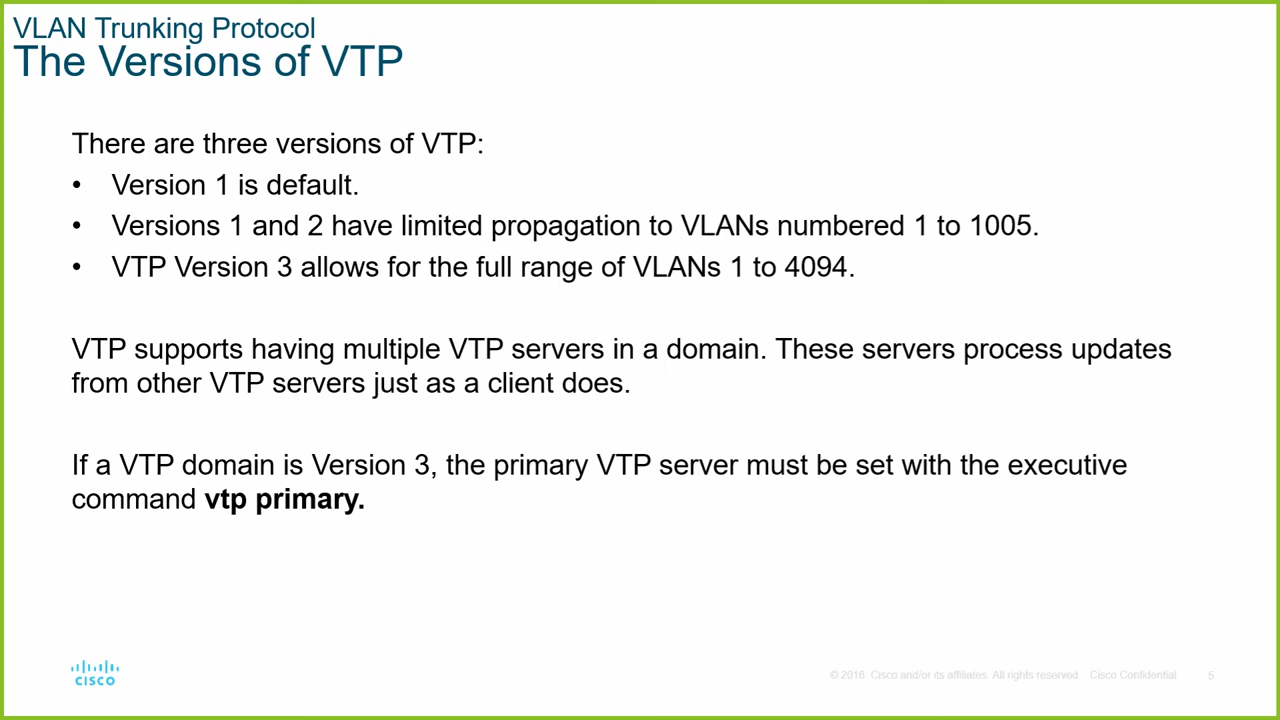 VLAN Trunking Protocol
The Versions of VTP
There are three versions of VTP:
• Version 1 is default.
• Versions 1 and 2 have limited propagation to VLANs numbered 1 to 1005.
• VTP Version 3 allows for the full range of VLANs 1 to 4094.
VTP supports having multiple VTP servers in a domain. These servers process updates
from other VTP servers just as a client does.
If a VTP domain is Version 3, the primary VTP server must be set with the executive
command vtp primary.
CISCO
© 2016 Cisco and/or its affiliates. All rights reserved Cisco Confidential 5